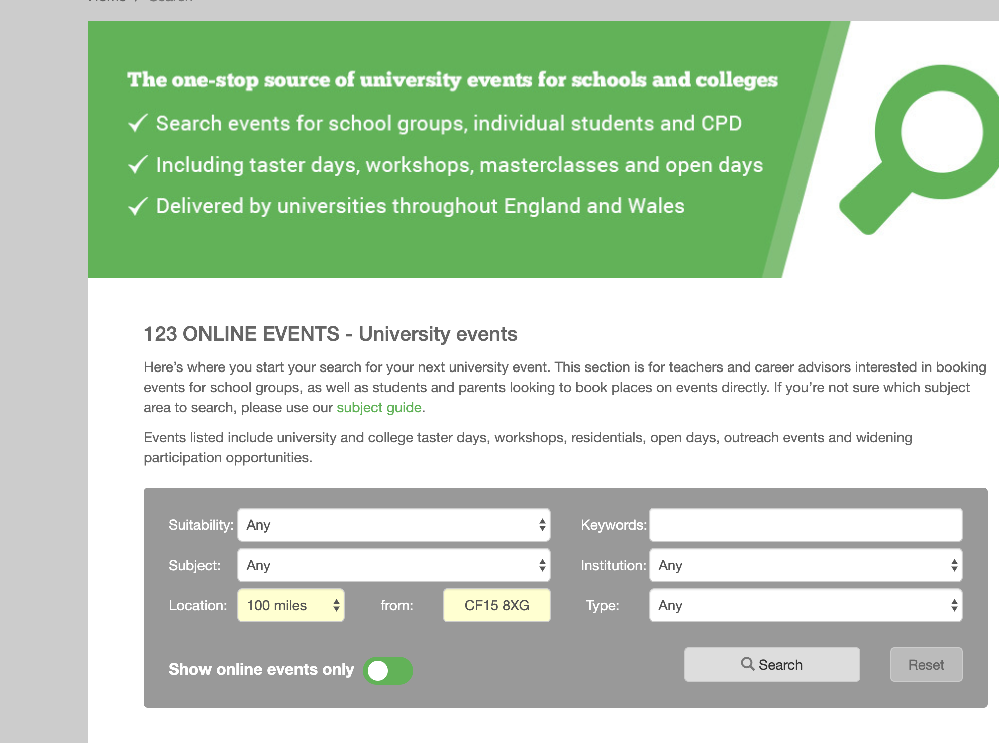 Home / Search
The one-stop source of university events for schools and colleges
Search events for school groups, individual students and CPD
Including taster days, workshops, masterclasses and open days
Delivered by universities throughout England and Wales
123 ONLINE EVENTS - University events
Here’s where you start your search for your next university event. This section is for teachers and career advisors interested in booking
events for school groups, as well as students and parents looking to book places on events directly. If you’re not sure which subject
area to search, please use our subject guide.
Events listed include university and college taster days, workshops, residentials, open days, outreach events and widening
participation opportunities.
Suitability: Any Keywords:
Subject: Any Institution: Any
Location: 100 miles from: CF15 8XG Type: Any
Show online events only Search Reset